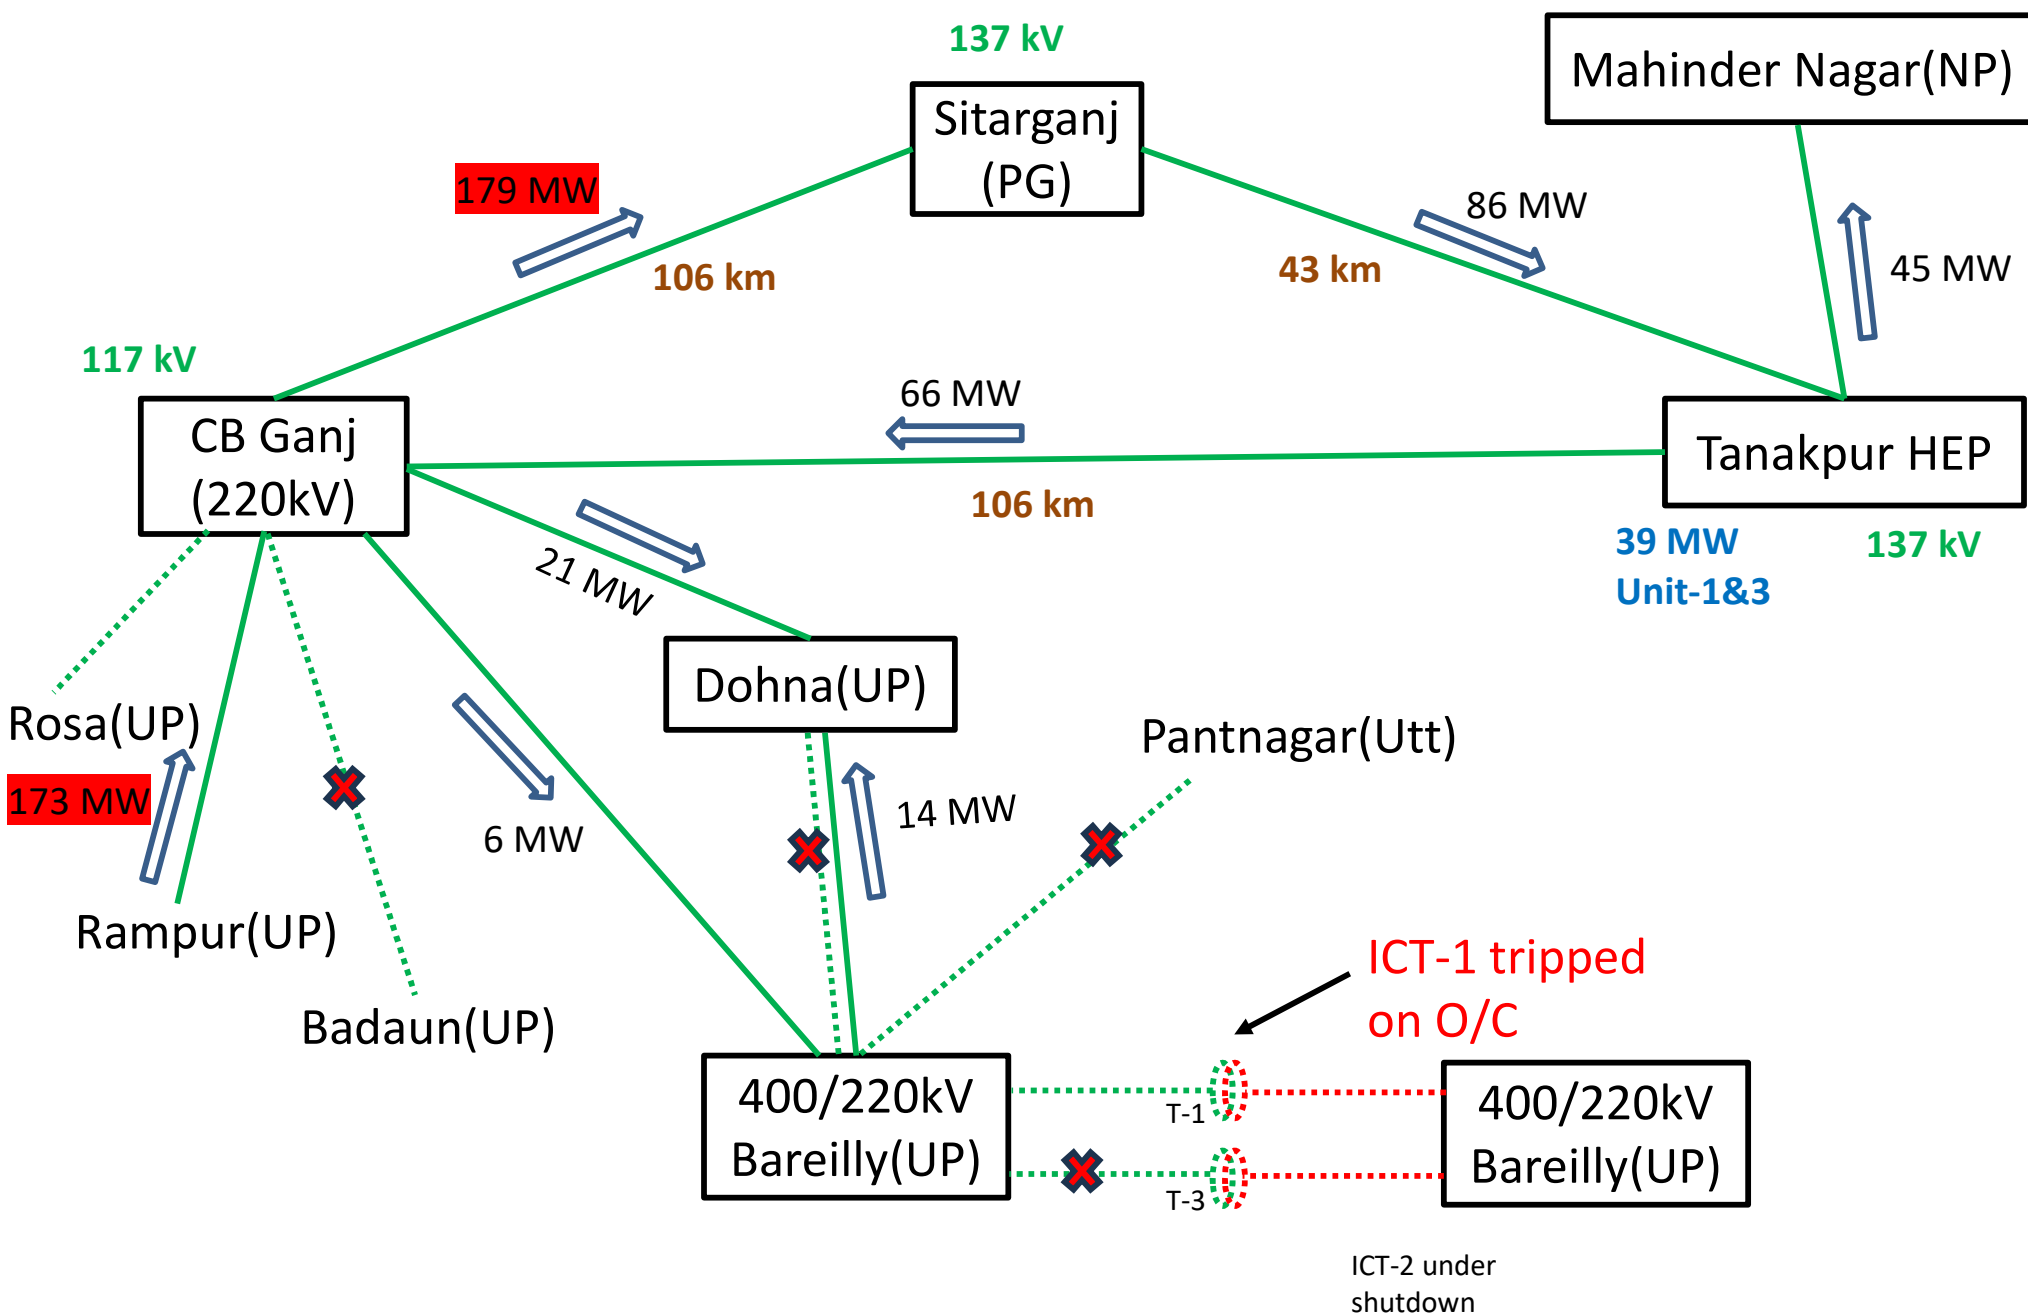 137 kV
Mahinder Nagar(NP)
Sitarganj
(PG)
179 MW
86 MW
106 km
43 km
45 MW
117 kV
66 MW
CB Ganj
(220kV)
Tanakpur HEP
106 km
39 MW
Unit-1&3
137 kV
21 MW
Dohna(UP)
Rosa(UP)
Pantnagar(Utt)
173 MW
6 MW
14 MW
Rampur(UP)
ICT-1 tripped
on O/C
Badaun(UP)
400/220kV
Bareilly(UP)
T-1
T-3
400/220kV
Bareilly(UP)
ICT-2 under
shutdown